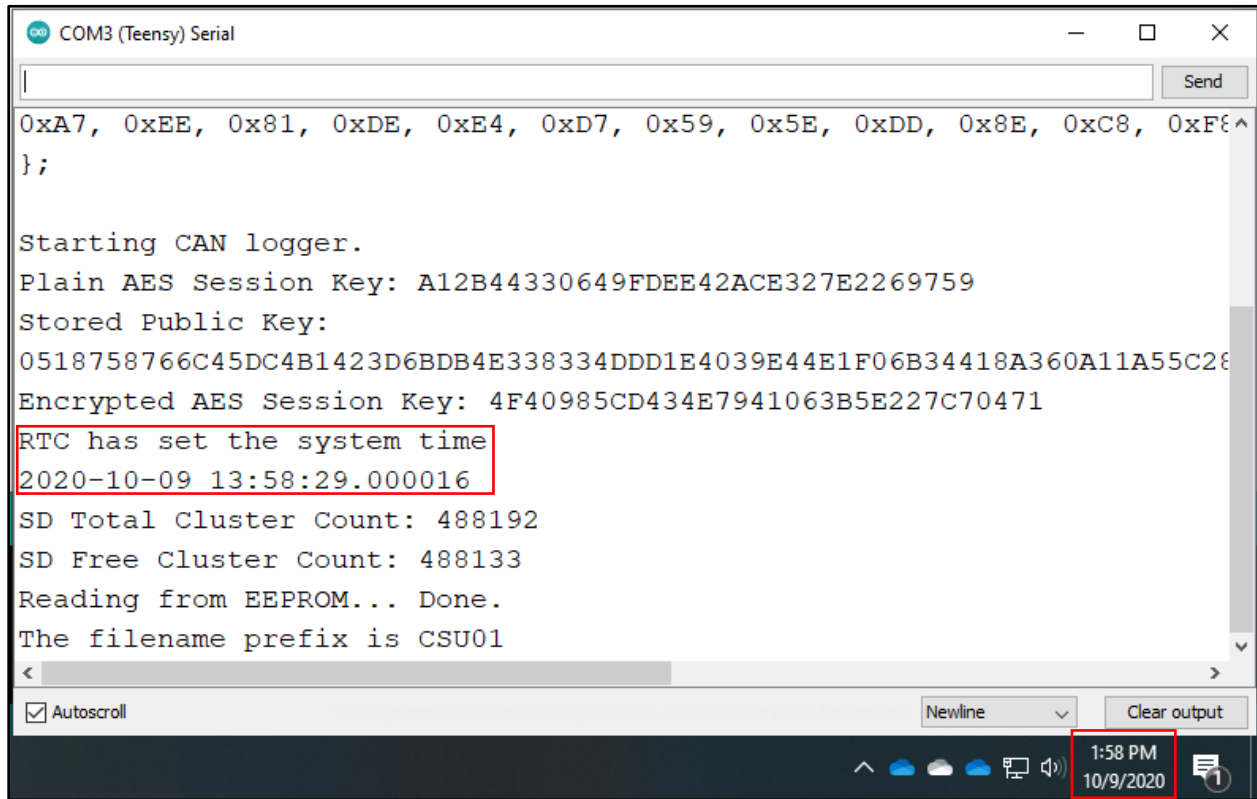 COM3 (Teensy) Serial
Send
0xA7, 0xEE, 0x81, 0xDE, 0xE4, 0xD7, 0x59, 0x5E, 0xDD, 0x8E, 0xC8, 0xF8
};
Starting CAN logger.
Plain AES Session Key: A12B44330649FDEE42ACE327E2269759
Stored Public Key:
0518758766C45DC4B1423D6BDB4E338334DDD1E4039E44E1F06B34418A360A11A55C28
Encrypted AES Session Key: 4F40985CD434E7941063B5E227C70471
RTC has set the system time
2020-10-09 13:58:29.000016
SD Total Cluster Count: 488192
SD Free Cluster Count: 488133
Reading from EEPROM... Done.
The filename prefix is CSU01
Autoscroll
Newline
Clear output
1:58 PM
10/9/2020
1